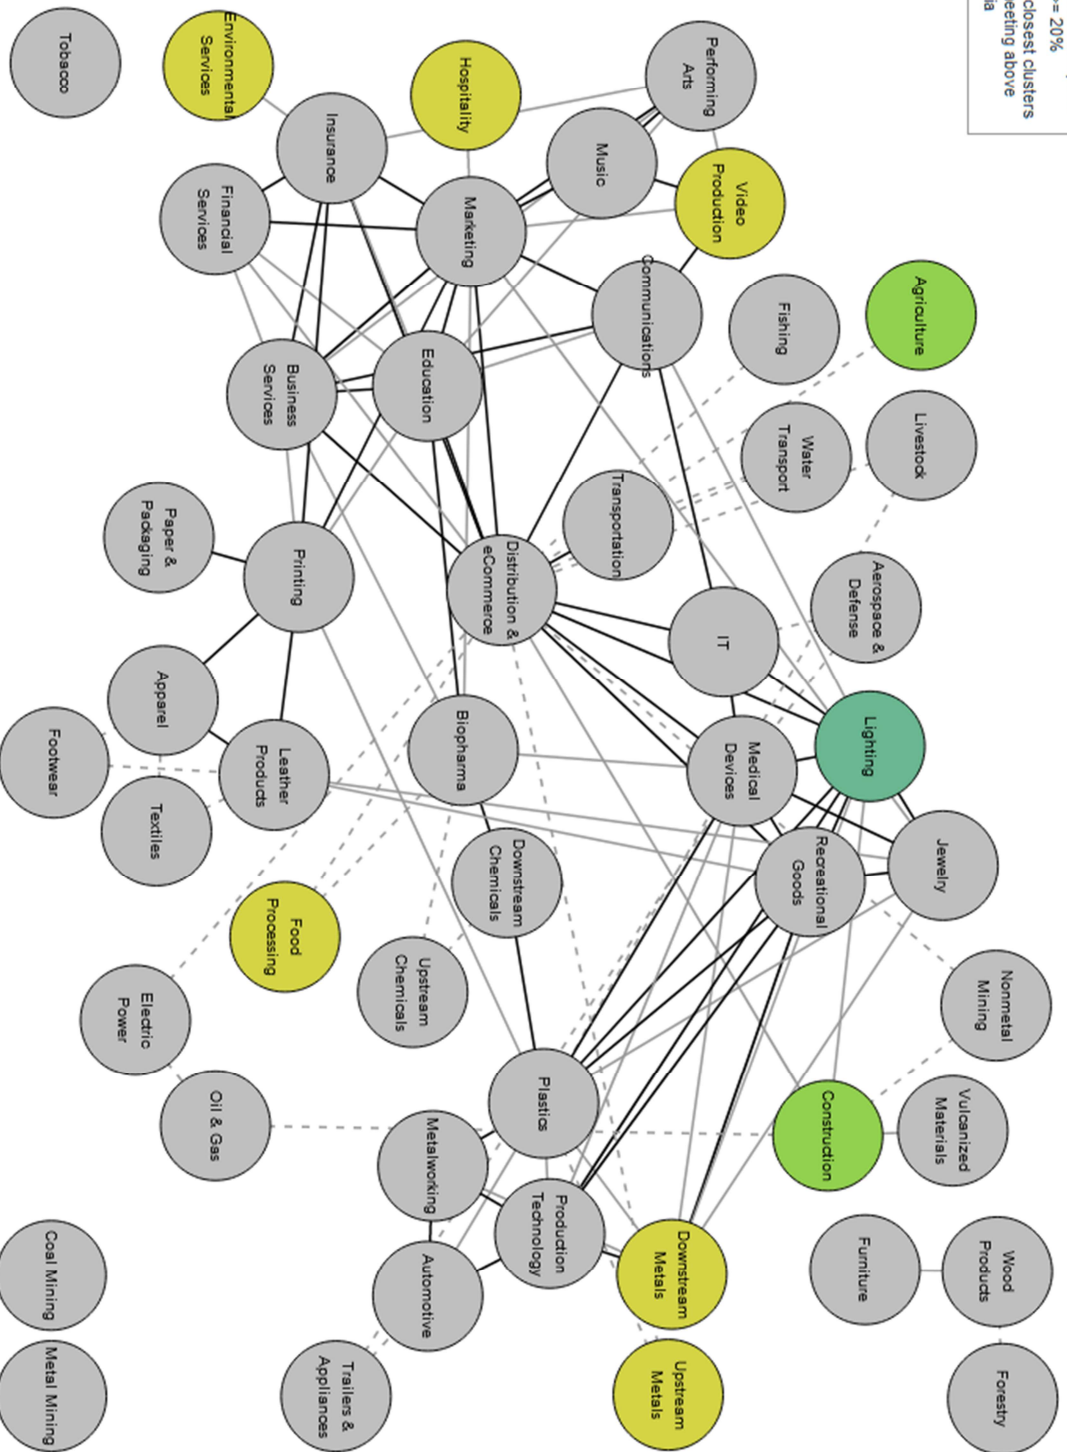 = 20%
closest clusters
eeting above
ia
Agriculture
Livestock
Jewelry
Nonmetal
Mining
Vulcanized
Materials
Wood
Products
Forestry
Fishing
Water
Transport
Aerospace &
Defense
Lighting
Construction
Furniture
Performing
Arts
Video
Production
IT
Medical
Devices
Recreational
Goods
Music
Communications
Transportation
Downstream
Metals
Upstream
Metals
Hospitality
Marketing
Education
Distribution &
eCommerce
Biopharma
Downstream
Chemicals
Upstream
Chemicals
Plastics
Production
Technology
Metalworking
Automotive
Trailers &
Appliances
Insurance
Environmental
Services
Financial
Services
Business
Services
Printing
Leather
Products
Food
Processing
Paper &
Packaging
Apparel
Textiles
Electric
Power
Oil & Gas
Tobacco
Footwear
Coal Mining
Metal Mining